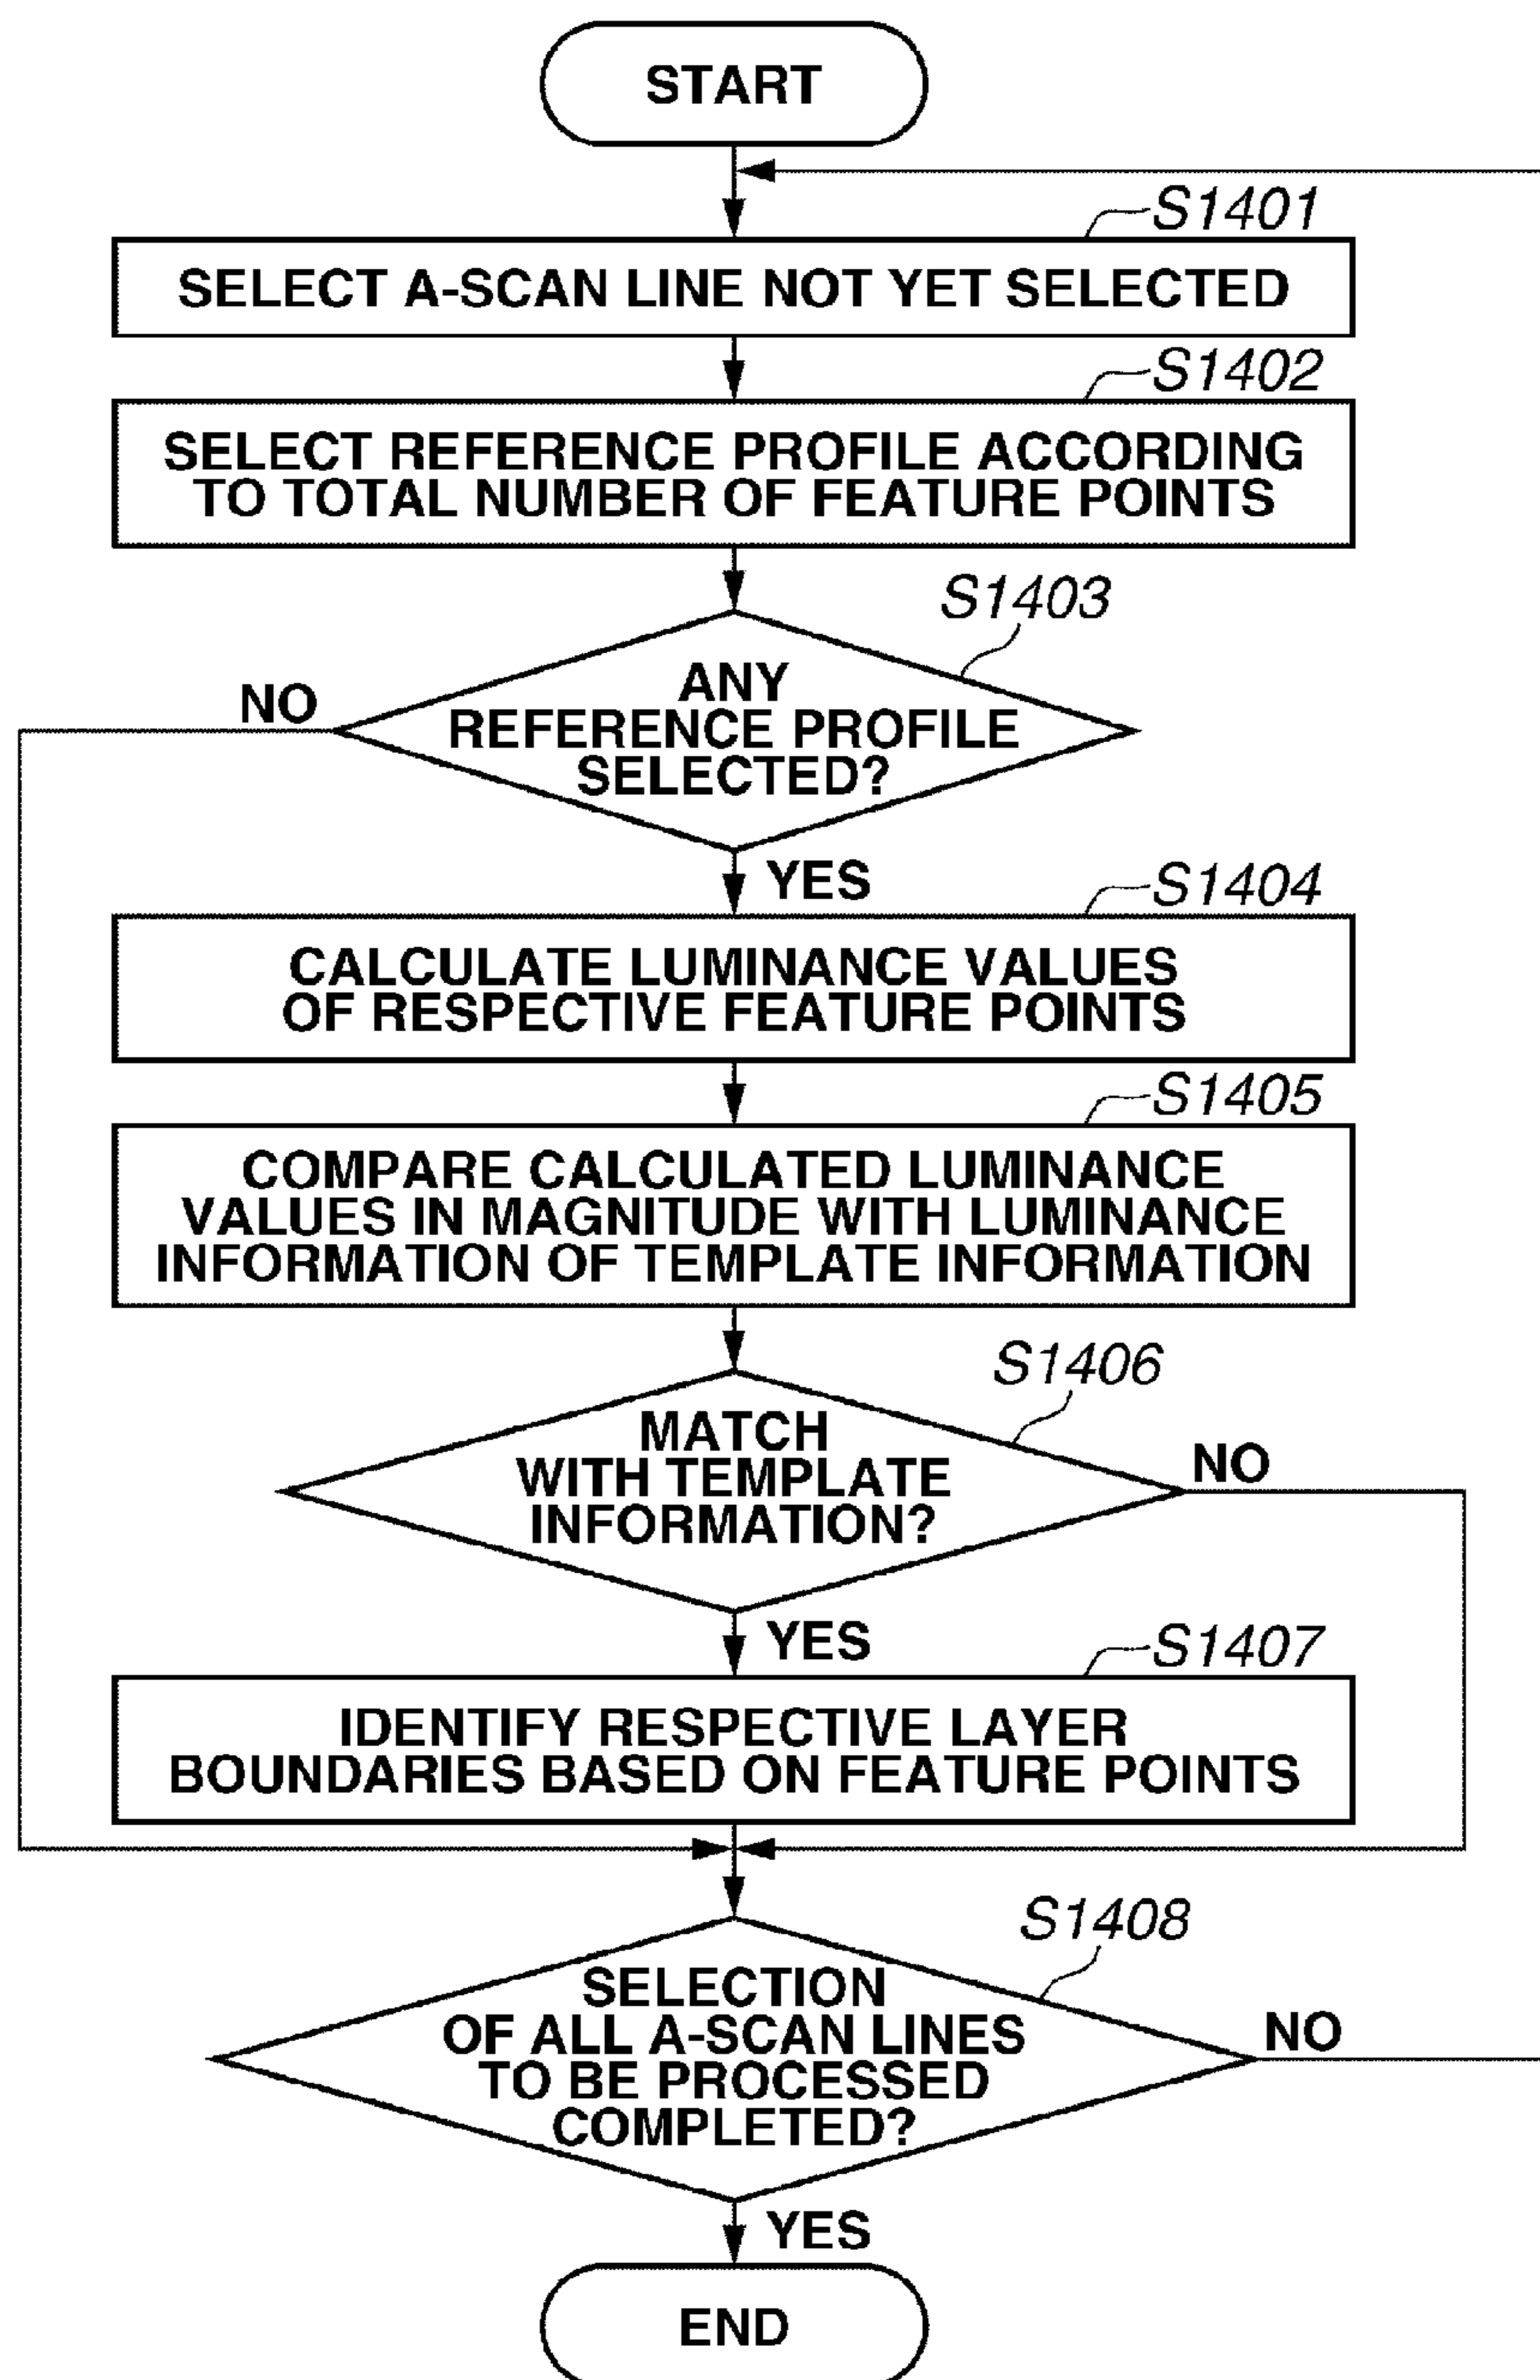 START
S1401
SELECT A-SCAN LINE NOT YET SELECTED
S1402
SELECT REFERENCE PROFILE ACCORDING
TO TOTAL NUMBER OF FEATURE POINTS
S1403
ANY
REFERENCE PROFILE
SELECTED?
NO
YES
S1404
CALCULATE LUMINANCE VALUES
OF RESPECTIVE FEATURE POINTS
S1405
COMPARE CALCULATED LUMINANCE
VALUES IN MAGNITUDE WITH LUMINANCE
INFORMATION OF TEMPLATE INFORMATION
S1406
MATCH
WITH TEMPLATE
INFORMATION?
NO
YES
S1407
IDENTIFY RESPECTIVE LAYER
BOUNDARIES BASED ON FEATURE POINTS
S1408
SELECTION
OF ALL A-SCAN LINES
TO BE PROCESSED
COMPLETED?
NO
YES
END